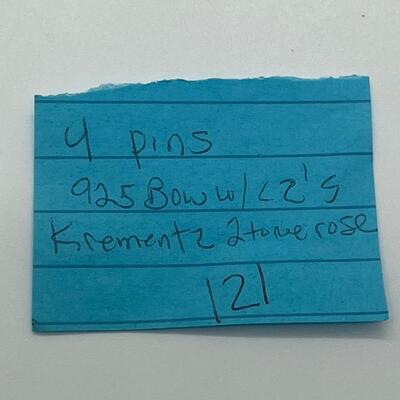 4 pins
925 Bow w/ CZ's
Krementz 2tone rose
121